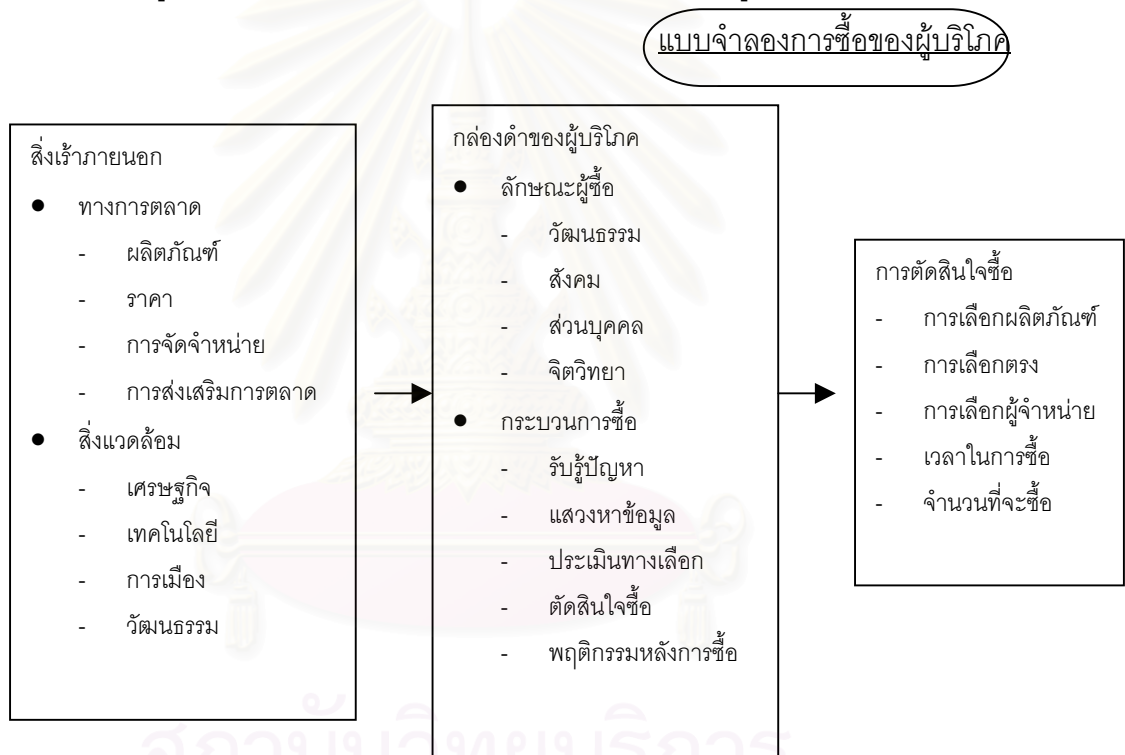 แบบจำลองการซื้อของผู้บริโภค
สิ่งเร้าภายนอก
● ทางการตลาด
- ผลิตภัณฑ์
- ราคา
- การจัดจำหน่าย
- การส่งเสริมการตลาด
● สิ่งแวดล้อม
- เศรษฐกิจ
- เทคโนโลยี
- การเมือง
- วัฒนธรรม
กล่องดำของผู้บริโภค
● ลักษณะผู้ซื้อ
- วัฒนธรรม
- สังคม
- ส่วนบุคคล
- จิตวิทยา
● กระบวนการซื้อ
- รับรู้ปัญหา
- แสวงหาข้อมูล
- ประเมินทางเลือก
- ตัดสินใจซื้อ
- พฤติกรรมหลังการซื้อ
การตัดสินใจซื้อ
- การเลือกผลิตภัณฑ์
- การเลือกตรง
- การเลือกผู้จำหน่าย
- เวลาในการซื้อ
- จำนวนที่จะซื้อ
สถาบันวิทยบริการ